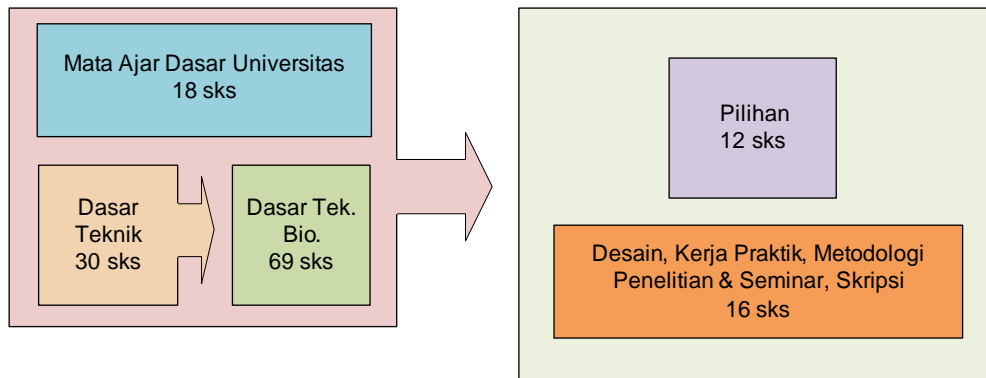 Mata Ajar Dasar Universitas
18 sks
Dasar
Teknik
30 sks
Dasar Tek.
Bio.
69 sks
Pilihan
12 sks
Desain, Kerja Praktik, Metodologi
Penelitian & Seminar, Skripsi
16 sks